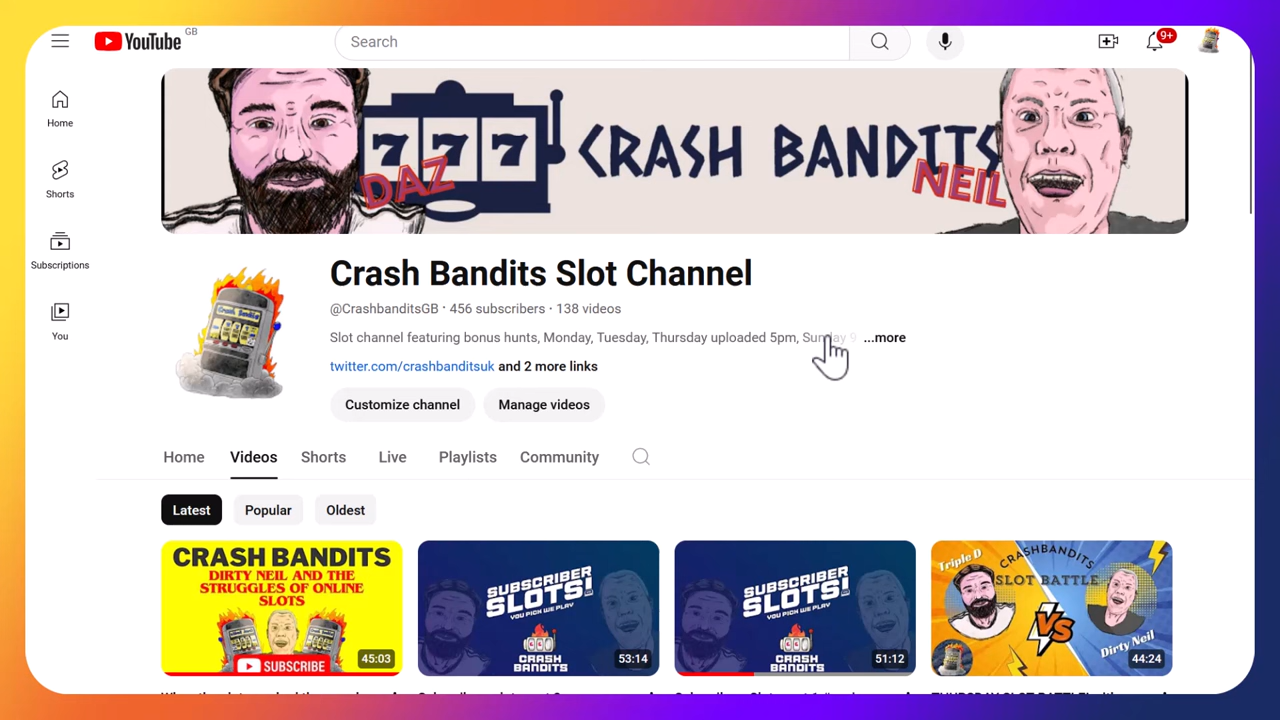 YouTube GB
Search
9+
Home
Shorts
Subscriptions
You
777
DAZ
CRASH BANDITS
NEIL
Crash Bandits
Crash Bandits Slot Channel
@CrashbanditsGB · 456 subscribers · 138 videos
Slot channel featuring bonus hunts, Monday, Tuesday, Thursday uploaded 5pm, Sunday 9 ...more
twitter.com/crashbanditsuk and 2 more links
Customize channel
Manage videos
Home Videos Shorts Live Playlists Community
Latest Popular Oldest
CRASH BANDITS
DIRTY NEIL AND THE
STRUGGLES OF ONLINE
SLOTS
SUBSCRIBE
45:03
SUBSCRIBER
SLOTS!
YOU PICK WE PLAY
CRASH
BANDITS
53:14
SUBSCRIBER
SLOTS!
YOU PICK WE PLAY
CRASH
BANDITS
51:12
Triple D
CRASHBANDITS
SLOT BATTLE
VS
Dirty Neil
44:24